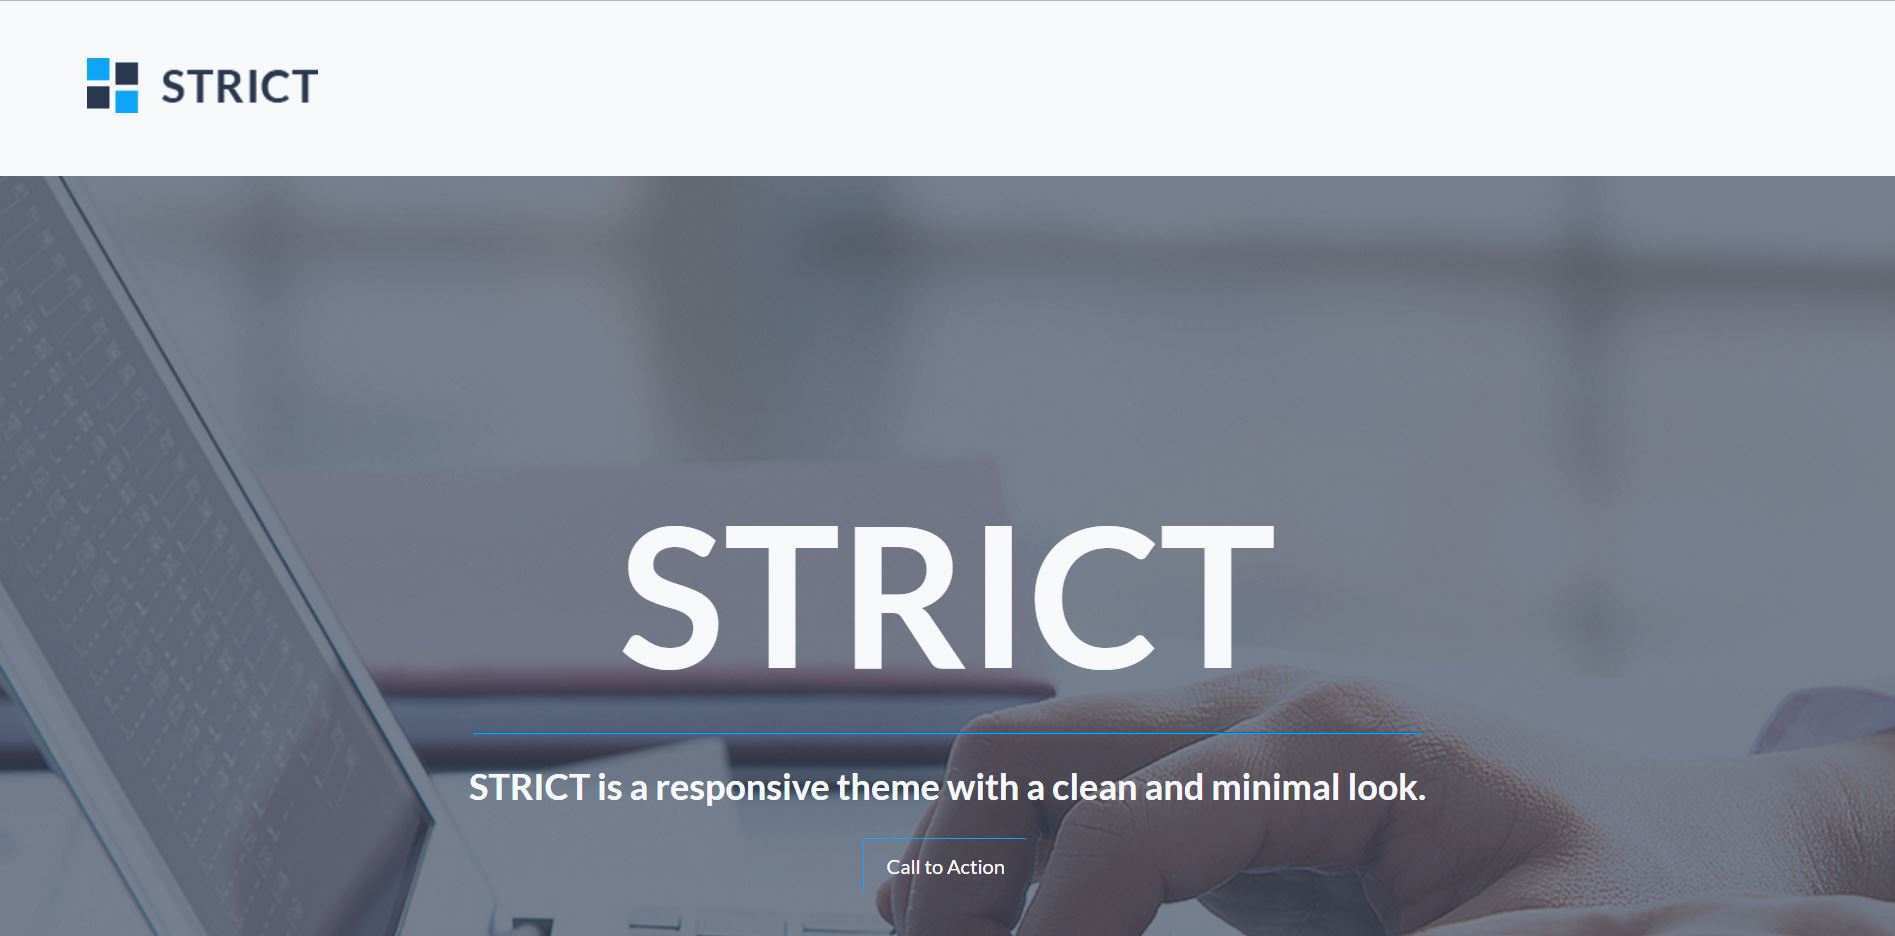 STRICT
STRICT
STRICT is a responsive theme with a clean and minimal look.
Call to Action